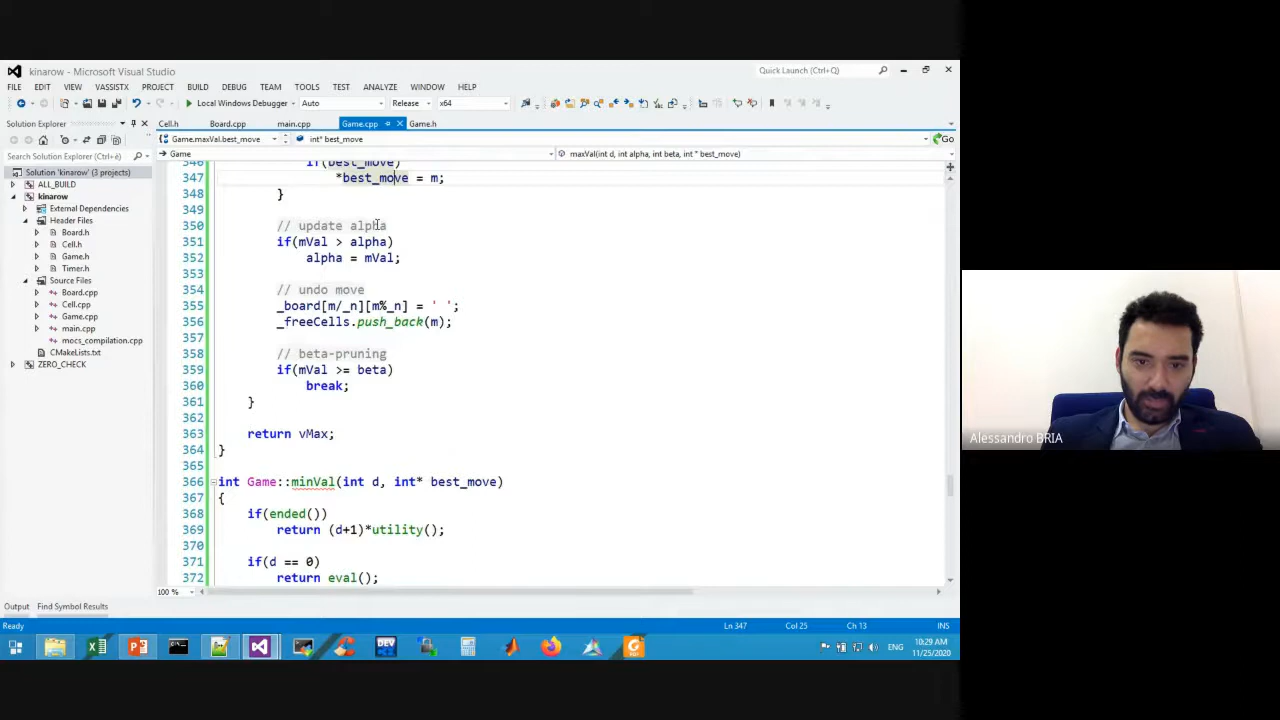 kinarow - Microsoft Visual Studio
Quick Launch (Ctrl+Q)
FILE EDIT VIEW VASSISTX PROJECT BUILD DEBUG TEAM TOOLS TEST ANALYZE WINDOW HELP
Local Windows Debugger Auto Release x64
Solution Explorer
Cell.h Board.cpp main.cpp Game.cpp Game.h
Game.maxVal.best_move int* best_move Go
Search Solution Explorer (Ctrl+è)
Game maxVal(int d, int alpha, int beta, int * best_move)
Solution 'kinarow' (3 projects)
ALL_BUILD
kinarow
External Dependencies
Header Files
Board.h
Cell.h
Game.h
Timer.h
Source Files
Board.cpp
Cell.cpp
Game.cpp
main.cpp
mocs_compilation.cpp
CMakeLists.txt
ZERO_CHECK
346 if(best_move)
347 *best_move = m;
348 }
349
350 // update alpha
351 if(mVal > alpha)
352 alpha = mVal;
353
354 // undo move
355 _board[m/_n][m%_n] = ' ';
356 _freeCells.push_back(m);
357
358 // beta-pruning
359 if(mVal >= beta)
360 break;
361 }
362
363 return vMax;
364 }
365
366 int Game::minVal(int d, int* best_move)
367 {
368 if(ended())
369 return (d+1)*utility();
370
371 if(d == 0)
372 return eval();
100 %
Output Find Symbol Results
Ready Ln 347 Col 25 Ch 13 INS
DEV
PDF
ENG
10:29 AM
11/25/2020
Alessandro BRIA